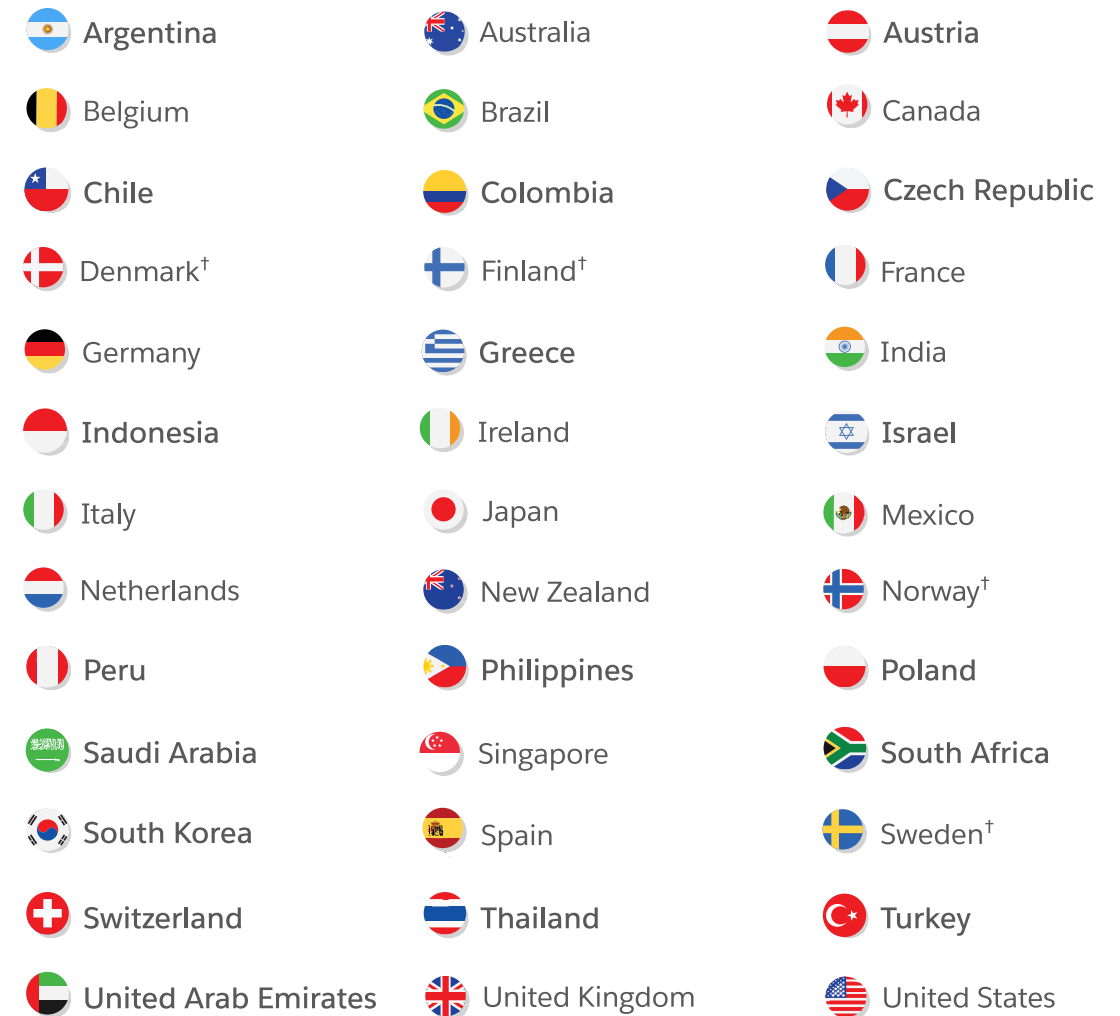 Argentina
Australia
Austria
Belgium
Brazil
Canada
Chile
Colombia
Czech Republic
Denmark†
Finland†
France
Germany
Greece
India
Indonesia
Ireland
Israel
Italy
Japan
Mexico
Netherlands
New Zealand
Norway†
Peru
Philippines
Poland
Saudi Arabia
Singapore
South Africa
South Korea
Spain
Sweden†
Switzerland
Thailand
Turkey
United Arab Emirates
United Kingdom
United States